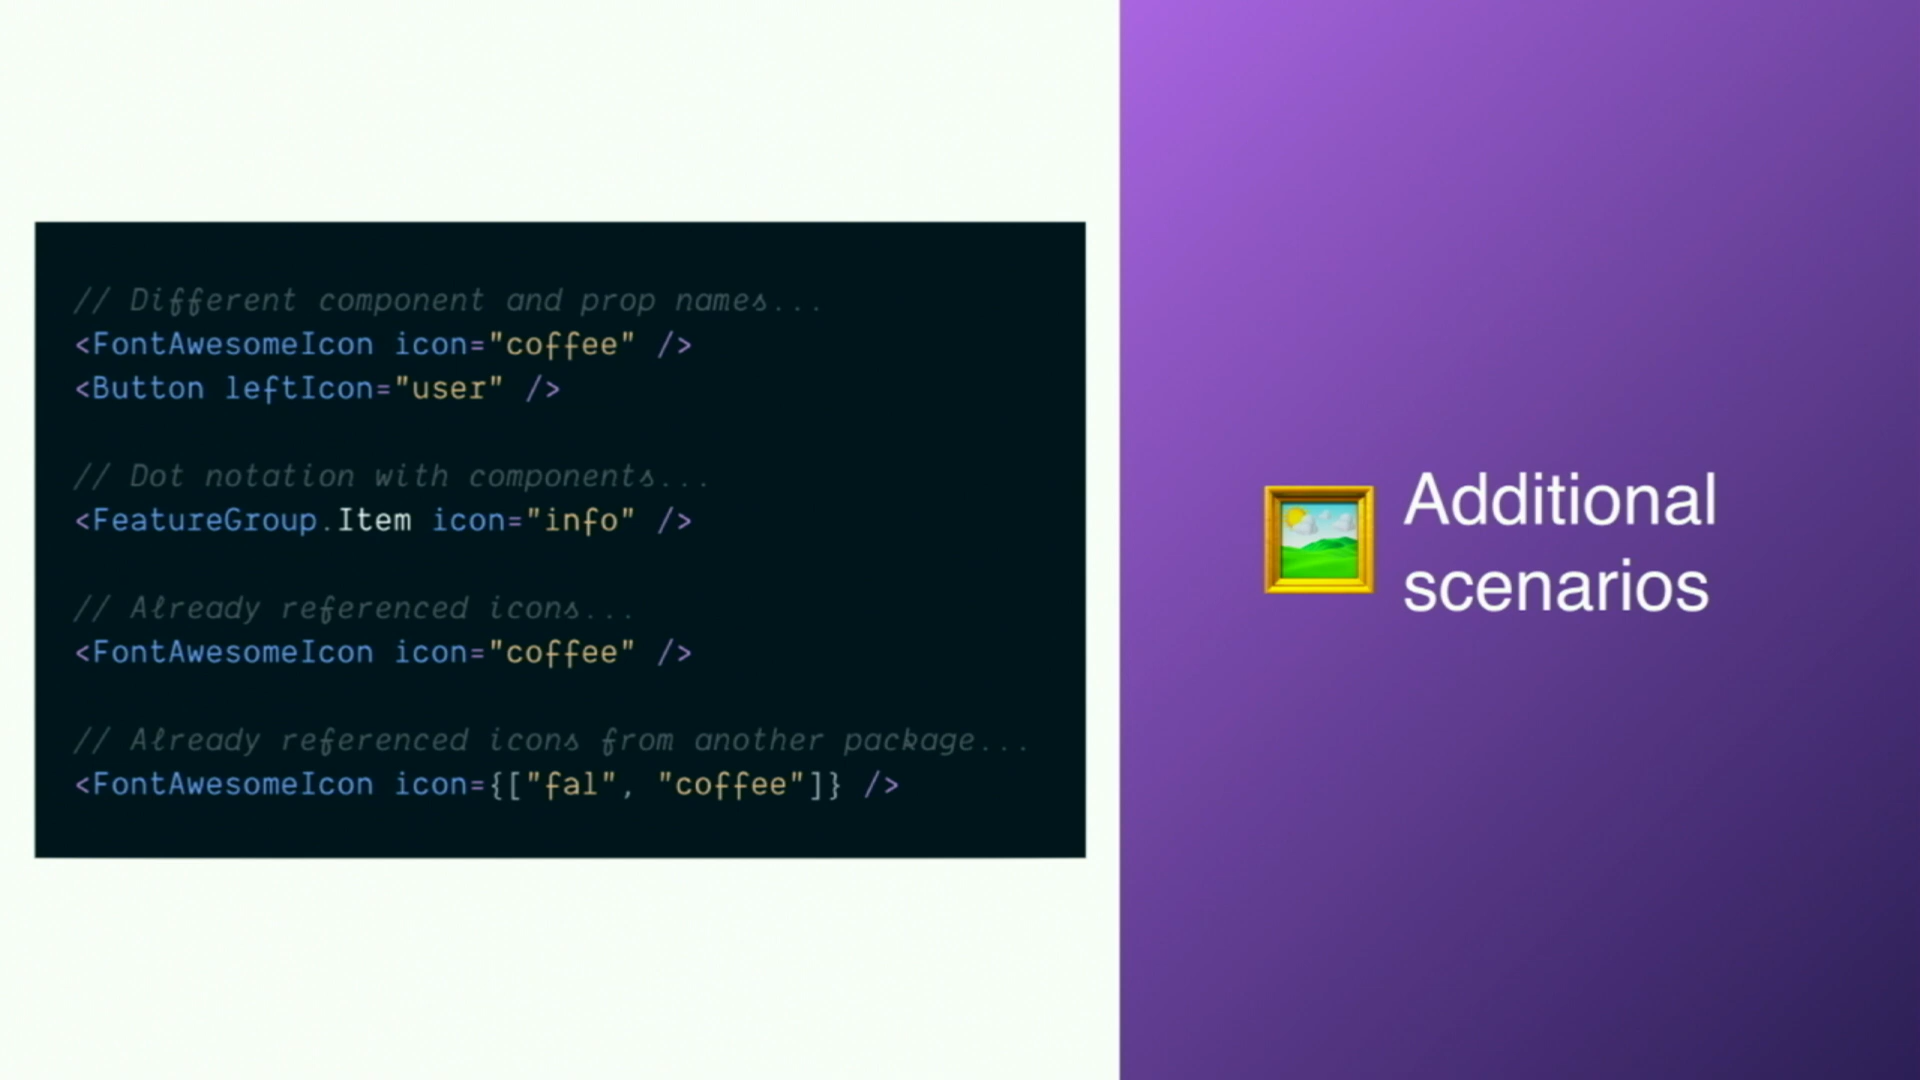 // Different component and prop names...
<FontAwesomeIcon icon="coffee" />
<Button leftIcon="user" />
// Dot notation with components...
<FeatureGroup.Item icon="info" />
// Already referenced icons...
<FontAwesomeIcon icon="coffee" />
// Already referenced icons from another package...
<FontAwesomeIcon icon={["fal", "coffee"]} />
Additional
scenarios